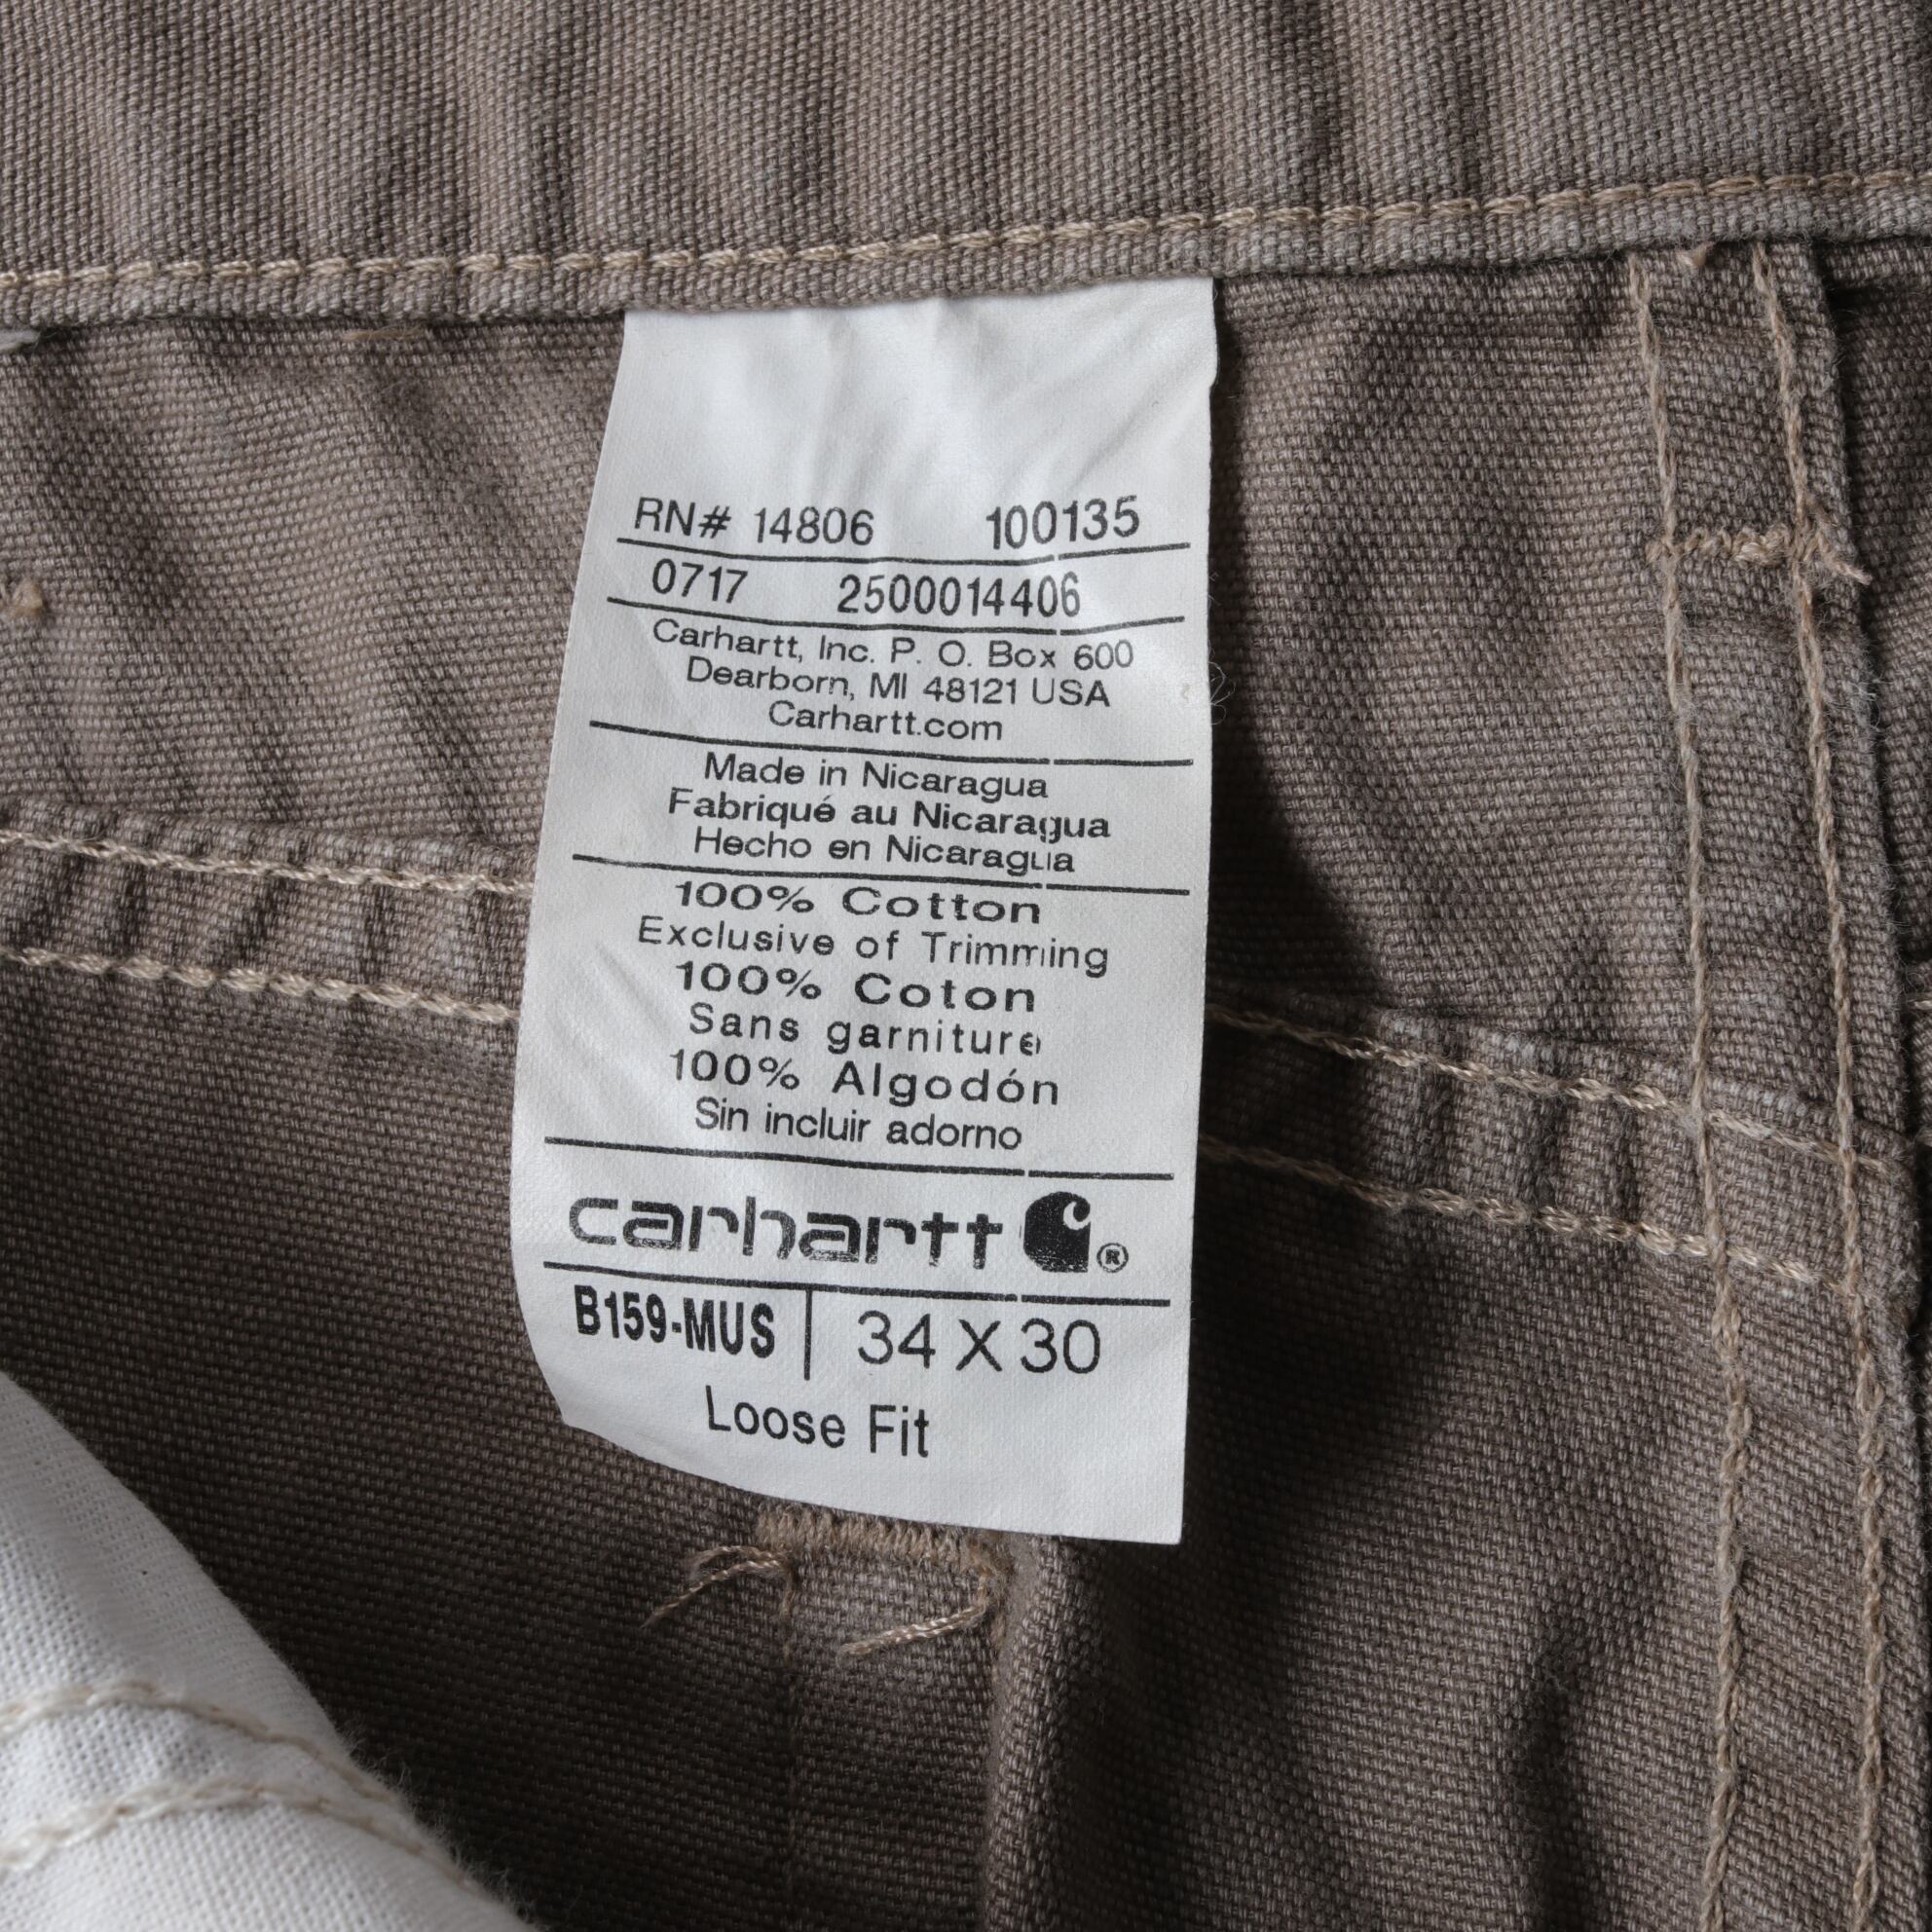 RN# 14806 100135
0717 2500014406
Carhartt, Inc. P. O. Box 600
Dearborn, MI 48121 USA
Carhartt.com
Made in Nicaragua
Fabriqué au Nicaragua
Hecho en Nicaragua
100% Cotton
Exclusive of Trimming
100% Coton
Sans garniture
100% Algodón
Sin incluir adorno
carhartt ®
B159-MUS | 34 X 30
Loose Fit